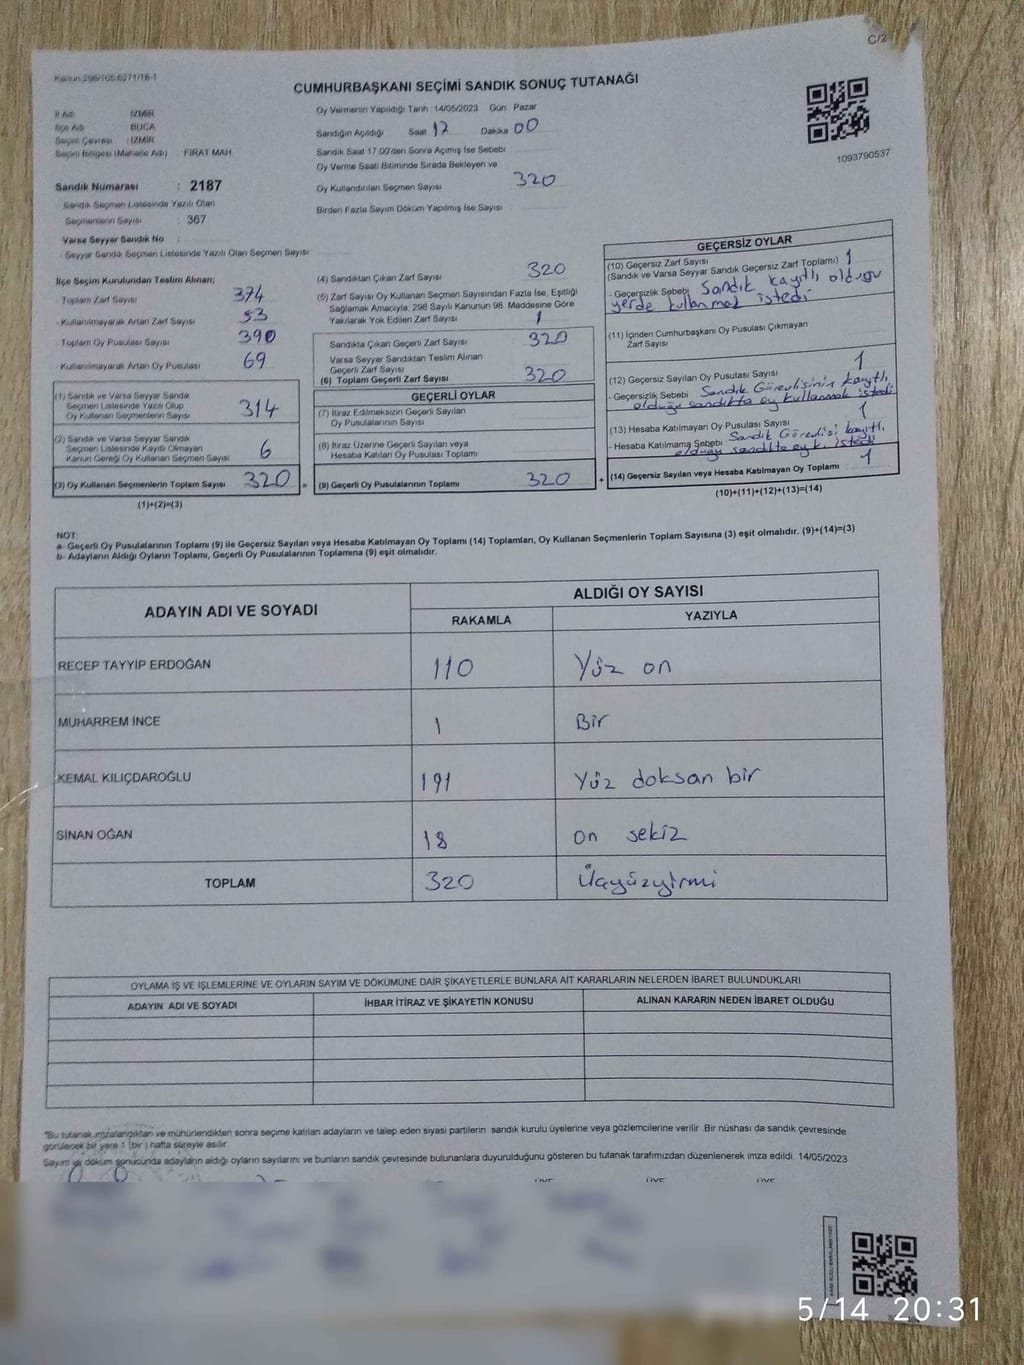 C/2
Kanun:298/105,6271/18-1
CUMHURBAŞKANI SEÇİMİ SANDIK SONUÇ TUTANAĞI
İl Adı : İZMİR
İlçe Adı : BUCA
Seçim Çevresi : İZMİR
Seçim Bölgesi (Mahalle Adı) : FIRAT MAH.
Sandık Numarası : 2187
Sandık Seçmen Listesinde Yazılı Olan
Seçmenlerin Sayısı : 367
Varsa Seyyar Sandık No :
Seyyar Sandık Seçmen Listesinde Yazılı Olan Seçmen Sayısı :
Oy Vermenin Yapıldığı Tarih :14/05/2023 Gün Pazar
Sandığın Açıldığı Saat 17 Dakika 00
Sandık Saat 17.00'den Sonra Açımış İse Sebebi
Oy Verme Saati Bitiminde Sırada Bekleyen ve
Oy Kullandırılan Seçmen Sayısı 320
Birden Fazla Sayım Döküm Yapılmış İse Sayısı :
1093790537
İlçe Seçim Kurulundan Teslim Alınan;
- Toplam Zarf Sayısı 374
- Kullanılmayarak Artan Zarf Sayısı 53
- Toplam Oy Pusulası Sayısı 390
- Kullanılmayarak Artan Oy Pusulası 69
(1) Sandık ve Varsa Seyyar Sandık
Seçmen Listesinde Yazılı Olup
Oy Kullanan Seçmenlerin Sayısı 314
(2) Sandık ve Varsa Seyyar Sandık
Seçmen Listesinde Kayıtlı Olmayan
Kanun Gereği Oy Kullanan Seçmen Sayısı 6
(3) Oy Kullanan Seçmenlerin Toplam Sayısı 320 =
(1)+(2)=(3)
(4) Sandıktan Çıkan Zarf Sayısı 320
(5) Zarf Sayısı Oy Kullanan Seçmen Sayısından Fazla İse, Eşitliği
Sağlamak Amacıyla, 298 Sayılı Kanunun 98. Maddesine Göre
Yakılarak Yok Edilen Zarf Sayısı 1
Sandıkta Çıkan Geçerli Zarf Sayısı 320
Varsa Seyyar Sandıktan Teslim Alınan
Geçerli Zarf Sayısı
(6) Toplam Geçerli Zarf Sayısı 320
GEÇERLİ OYLAR
(7) İtiraz Edilmeksizin Geçerli Sayılan
Oy Pusulalarının Sayısı
(8) İtiraz Üzerine Geçerli Sayılan veya
Hesaba Katılan Oy Pusulası Toplamı
(9) Geçerli Oy Pusulalarının Toplamı 320 +
GEÇERSİZ OYLAR
(10) Geçersiz Zarf Sayısı 1
(Sandık ve Varsa Seyyar Sandık Geçersiz Zarf Toplamı)
- Geçersizlik Sebebi Sandık kayıtlı olduğu
yerde kullanmak istedi
(11) İçinden Cumhurbaşkanı Oy Pusulası Çıkmayan
Zarf Sayısı
(12) Geçersiz Sayılan Oy Pusulası Sayısı 1
- Geçersizlik Sebebi Sandık Görevlisinin kayıtlı
olduğu sandıkta oy kullanmak istedi
(13) Hesaba Katılmayan Oy Pusulası Sayısı 1
- Hesaba Katılmama Sebebi Sandık Görevlisi kayıtlı
olduğu sandıkta oy k. istedi
(14) Geçersiz Sayılan veya Hesaba Katılmayan Oy Toplamı 1
(10)+(11)+(12)+(13)=(14)
NOT:
a- Geçerli Oy Pusulalarının Toplamı (9) ile Geçersiz Sayılan veya Hesaba Katılmayan Oy Toplamı (14) Toplamları, Oy Kullanan Seçmenlerin Toplam Sayısına (3) eşit olmalıdır. (9)+(14)=(3)
b- Adayların Aldığı Oyların Toplamı, Geçerli Oy Pusulalarının Toplamına (9) eşit olmalıdır.
ADAYIN ADI VE SOYADI
ALDIĞI OY SAYISI
RAKAMLA YAZIYLA
RECEP TAYYİP ERDOĞAN 110 Yüz on
MUHARREM İNCE 1 Bir
KEMAL KILIÇDAROĞLU 191 Yüz doksan bir
SİNAN OĞAN 18 on sekiz
TOPLAM 320 Üçyüzyirmi
OYLAMA İŞ VE İŞLEMLERİNE VE OYLARIN SAYIM VE DÖKÜMÜNE DAİR ŞİKAYETLERLE BUNLARA AİT KARARLARIN NELERDEN İBARET BULUNDUKLARI
ADAYIN ADI VE SOYADI İHBAR İTİRAZ VE ŞİKAYETİN KONUSU ALINAN KARARIN NEDEN İBARET OLDUĞU
"Bu tutanak imzalandıktan ve mühürlendikten sonra seçime katılan adayların ve talep eden siyasi partilerin sandık kurulu üyelerine veya gözlemcilerine verilir. Bir nüshası da sandık çevresinde
görülecek bir yere 1 (bir) hafta süreyle asılır.
Sayım ve döküm sonucunda adayların aldığı oyların sayılarını ve bunların sandık çevresinde bulunanlara duyurulduğunu gösteren bu tutanak tarafımızdan düzenlenerek imza edildi. 14/05/2023
ÜYE ÜYE ÜYE
5/14 20:31